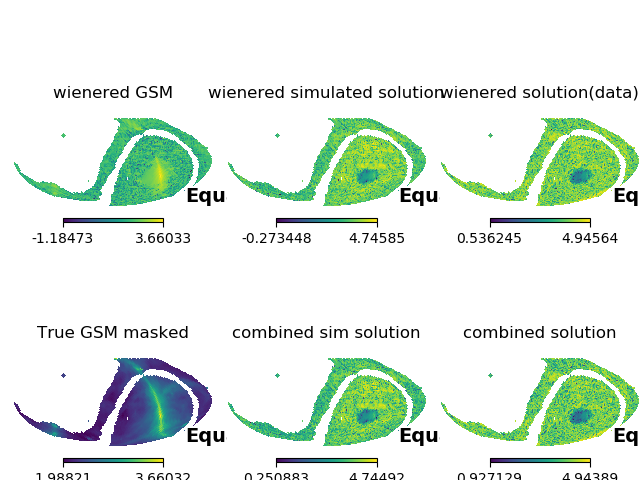 wienered GSM
wienered simulated solution
wienered solution(data)
Equ
Equ
Eq
-1.18473 3.66033
-0.273448 4.74585
0.536245 4.94564
True GSM masked
combined sim solution
combined solution
Equ
Equ
Eq
1.98821 3.66032
0.250883 4.74492
0.927129 4.94389